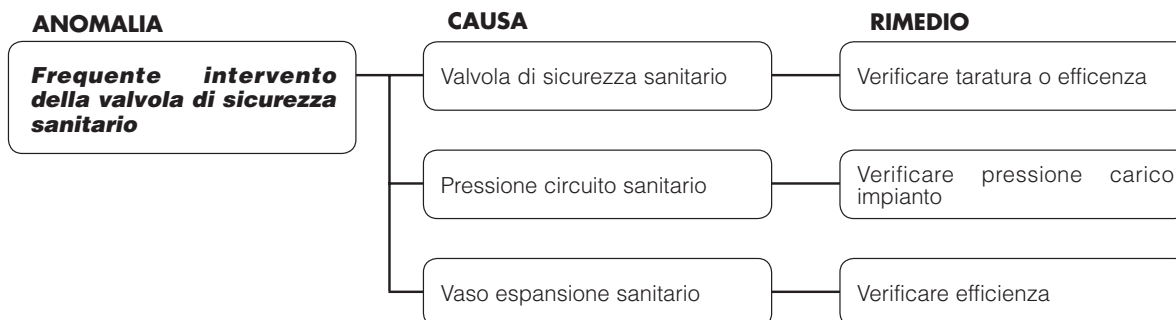 ANOMALIA
CAUSA
RIMEDIO
Frequente intervento
della valvola di sicurezza
sanitario
Valvola di sicurezza sanitario
Verificare taratura o efficenza
Pressione circuito sanitario
Verificare pressione carico
impianto
Vaso espansione sanitario
Verificare efficienza